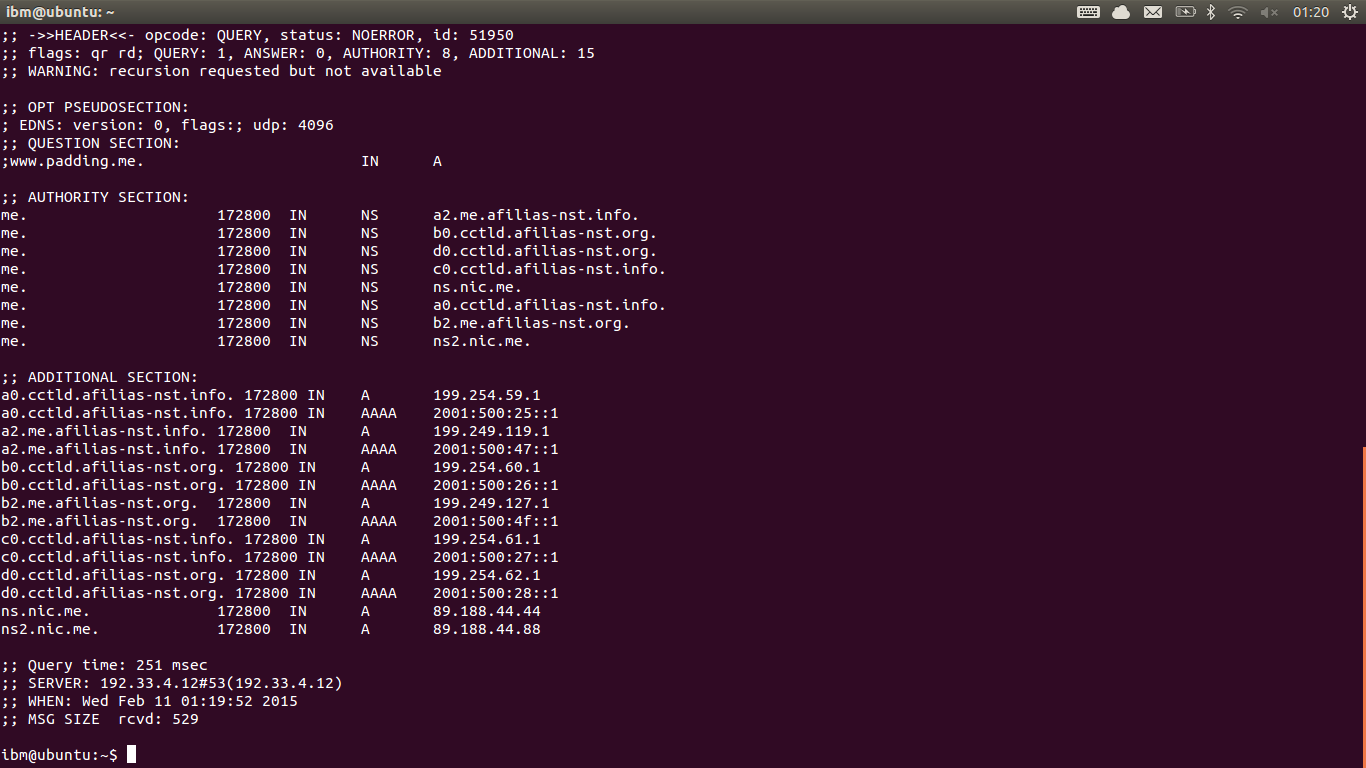 ibm@ubuntu: ~
01:20
;; ->>HEADER<<- opcode: QUERY, status: NOERROR, id: 51950
;; flags: qr rd; QUERY: 1, ANSWER: 0, AUTHORITY: 8, ADDITIONAL: 15
;; WARNING: recursion requested but not available
;; OPT PSEUDOSECTION:
; EDNS: version: 0, flags:; udp: 4096
;; QUESTION SECTION:
;www.padding.me. IN A
;; AUTHORITY SECTION:
me. 172800 IN NS a2.me.afilias-nst.info.
me. 172800 IN NS b0.cctld.afilias-nst.org.
me. 172800 IN NS d0.cctld.afilias-nst.org.
me. 172800 IN NS c0.cctld.afilias-nst.info.
me. 172800 IN NS ns.nic.me.
me. 172800 IN NS a0.cctld.afilias-nst.info.
me. 172800 IN NS b2.me.afilias-nst.org.
me. 172800 IN NS ns2.nic.me.
;; ADDITIONAL SECTION:
a0.cctld.afilias-nst.info. 172800 IN A 199.254.59.1
a0.cctld.afilias-nst.info. 172800 IN AAAA 2001:500:25::1
a2.me.afilias-nst.info. 172800 IN A 199.249.119.1
a2.me.afilias-nst.info. 172800 IN AAAA 2001:500:47::1
b0.cctld.afilias-nst.org. 172800 IN A 199.254.60.1
b0.cctld.afilias-nst.org. 172800 IN AAAA 2001:500:26::1
b2.me.afilias-nst.org. 172800 IN A 199.249.127.1
b2.me.afilias-nst.org. 172800 IN AAAA 2001:500:4f::1
c0.cctld.afilias-nst.info. 172800 IN A 199.254.61.1
c0.cctld.afilias-nst.info. 172800 IN AAAA 2001:500:27::1
d0.cctld.afilias-nst.org. 172800 IN A 199.254.62.1
d0.cctld.afilias-nst.org. 172800 IN AAAA 2001:500:28::1
ns.nic.me. 172800 IN A 89.188.44.44
ns2.nic.me. 172800 IN A 89.188.44.88
;; Query time: 251 msec
;; SERVER: 192.33.4.12#53(192.33.4.12)
;; WHEN: Wed Feb 11 01:19:52 2015
;; MSG SIZE rcvd: 529
ibm@ubuntu:~$